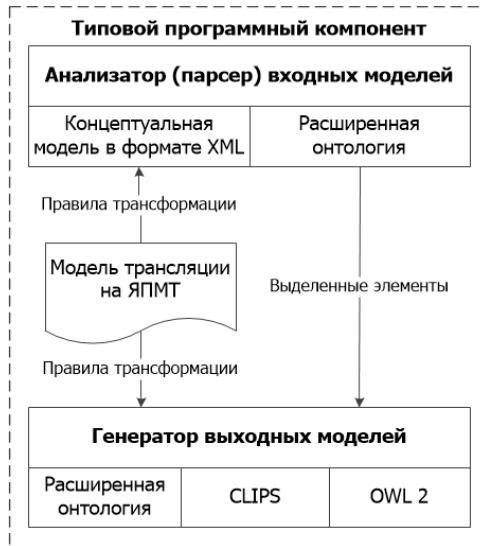 Типовой программный компонент
Анализатор (парсер) входных моделей
Концептуальная
модель в формате XML
Расширенная
онтология
Правила трансформации
Модель трансляции
на ЯПМТ
Выделенные элементы
Правила трансформации
Генератор выходных моделей
Расширенная
онтология
CLIPS
OWL 2